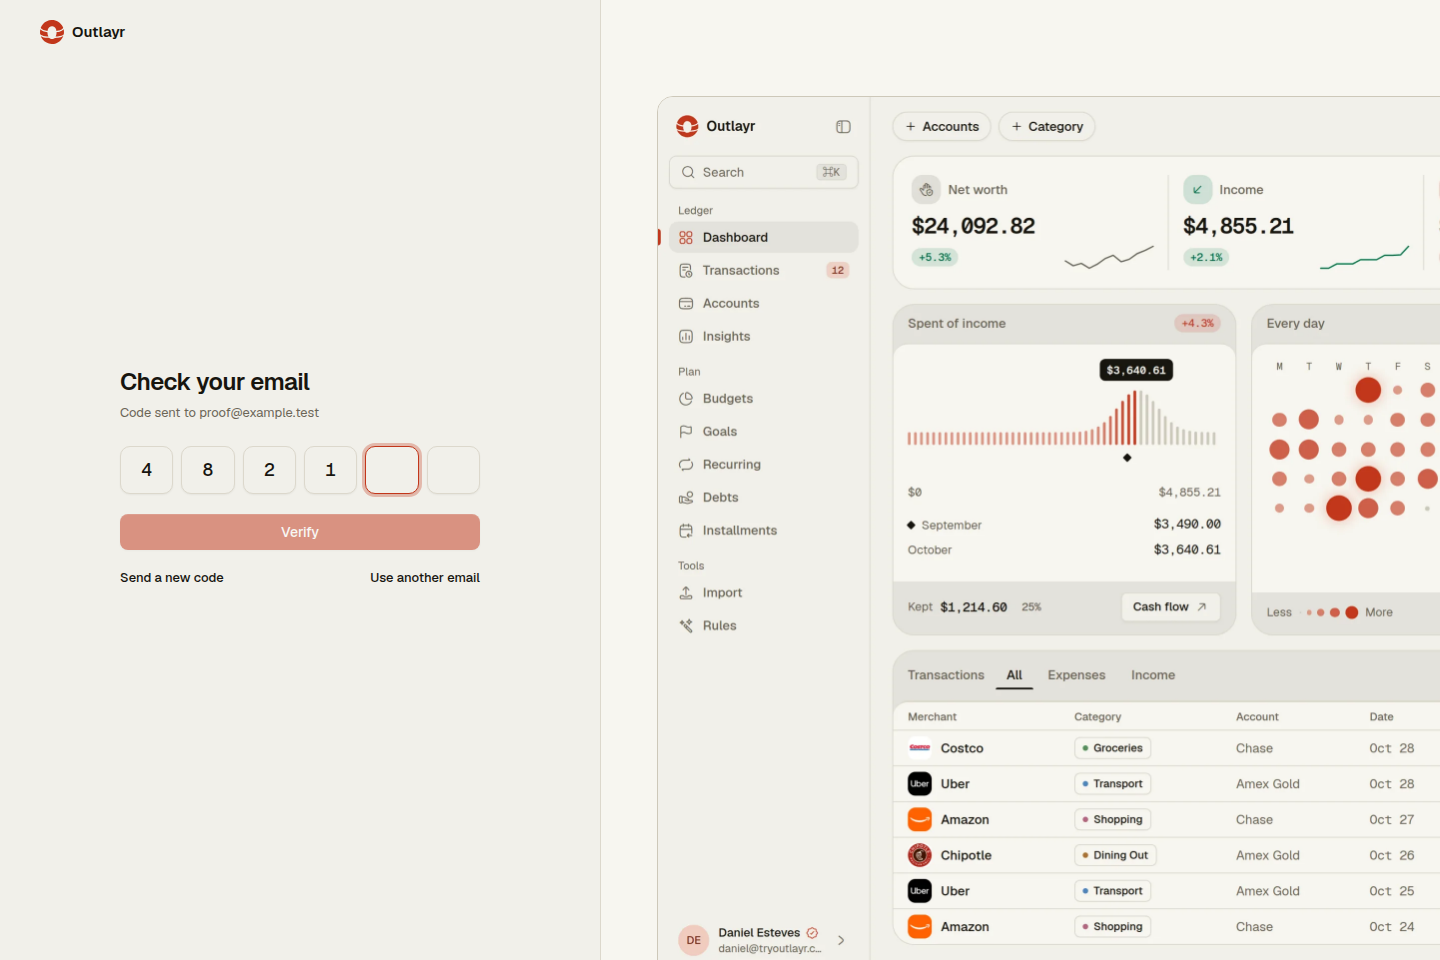 Outlayr
Check your email
Code sent to proof@example.test
4 8 2 1
Verify
Send a new code Use another email
Outlayr
Search ⌘K
Ledger
Dashboard
Transactions 12
Accounts
Insights
Plan
Budgets
Goals
Recurring
Debts
Installments
Tools
Import
Rules
DE Daniel Esteves
daniel@tryoutlayr.c...
+ Accounts + Category
Net worth
$24,092.82
+5.3%
Income
$4,855.21
+2.1%
Spent of income +4.3%
$3,640.61
$0 $4,855.21
September $3,490.00
October $3,640.61
Kept $1,214.60 25% Cash flow
Every day
M T W T F S
Less More
Transactions All Expenses Income
Merchant Category Account Date
Costco Costco Groceries Chase Oct 28
Uber Uber Transport Amex Gold Oct 28
Amazon Shopping Chase Oct 27
Chipotle Dining Out Amex Gold Oct 26
Uber Uber Transport Amex Gold Oct 25
Amazon Shopping Chase Oct 24